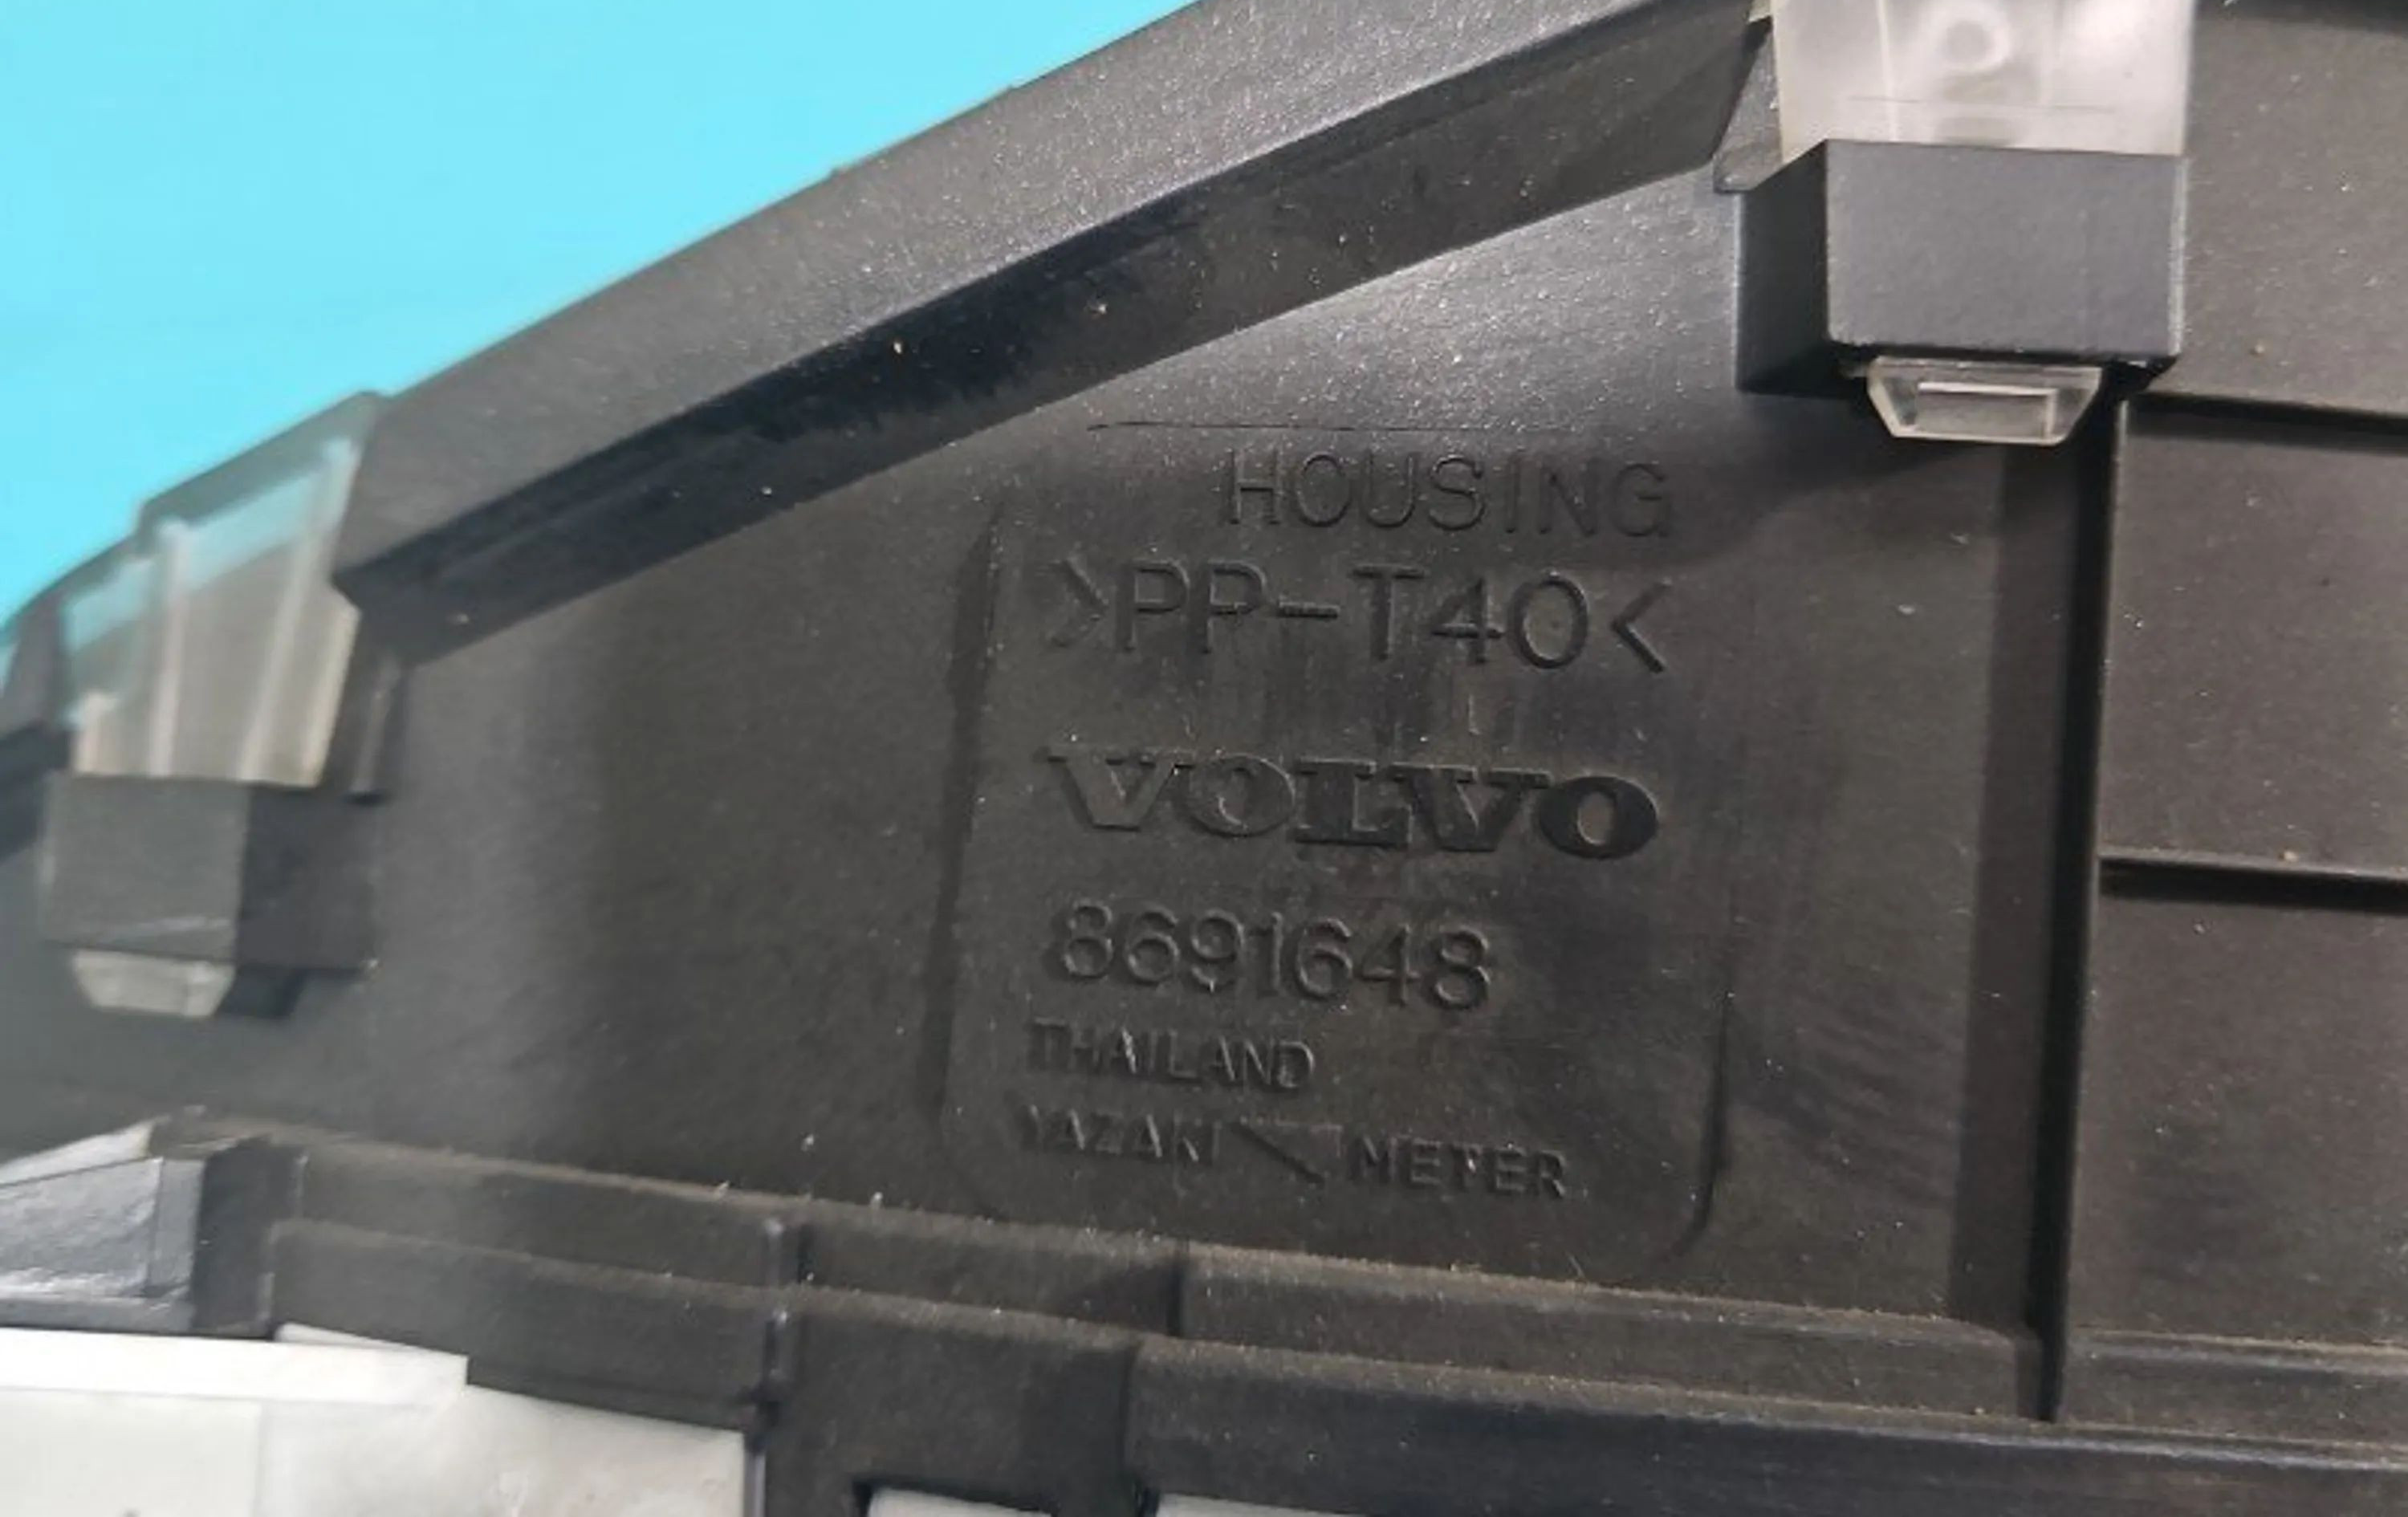 HOUSING
>PP-T40<
VOLVO
8691648
THAILAND
YAZAKI METER